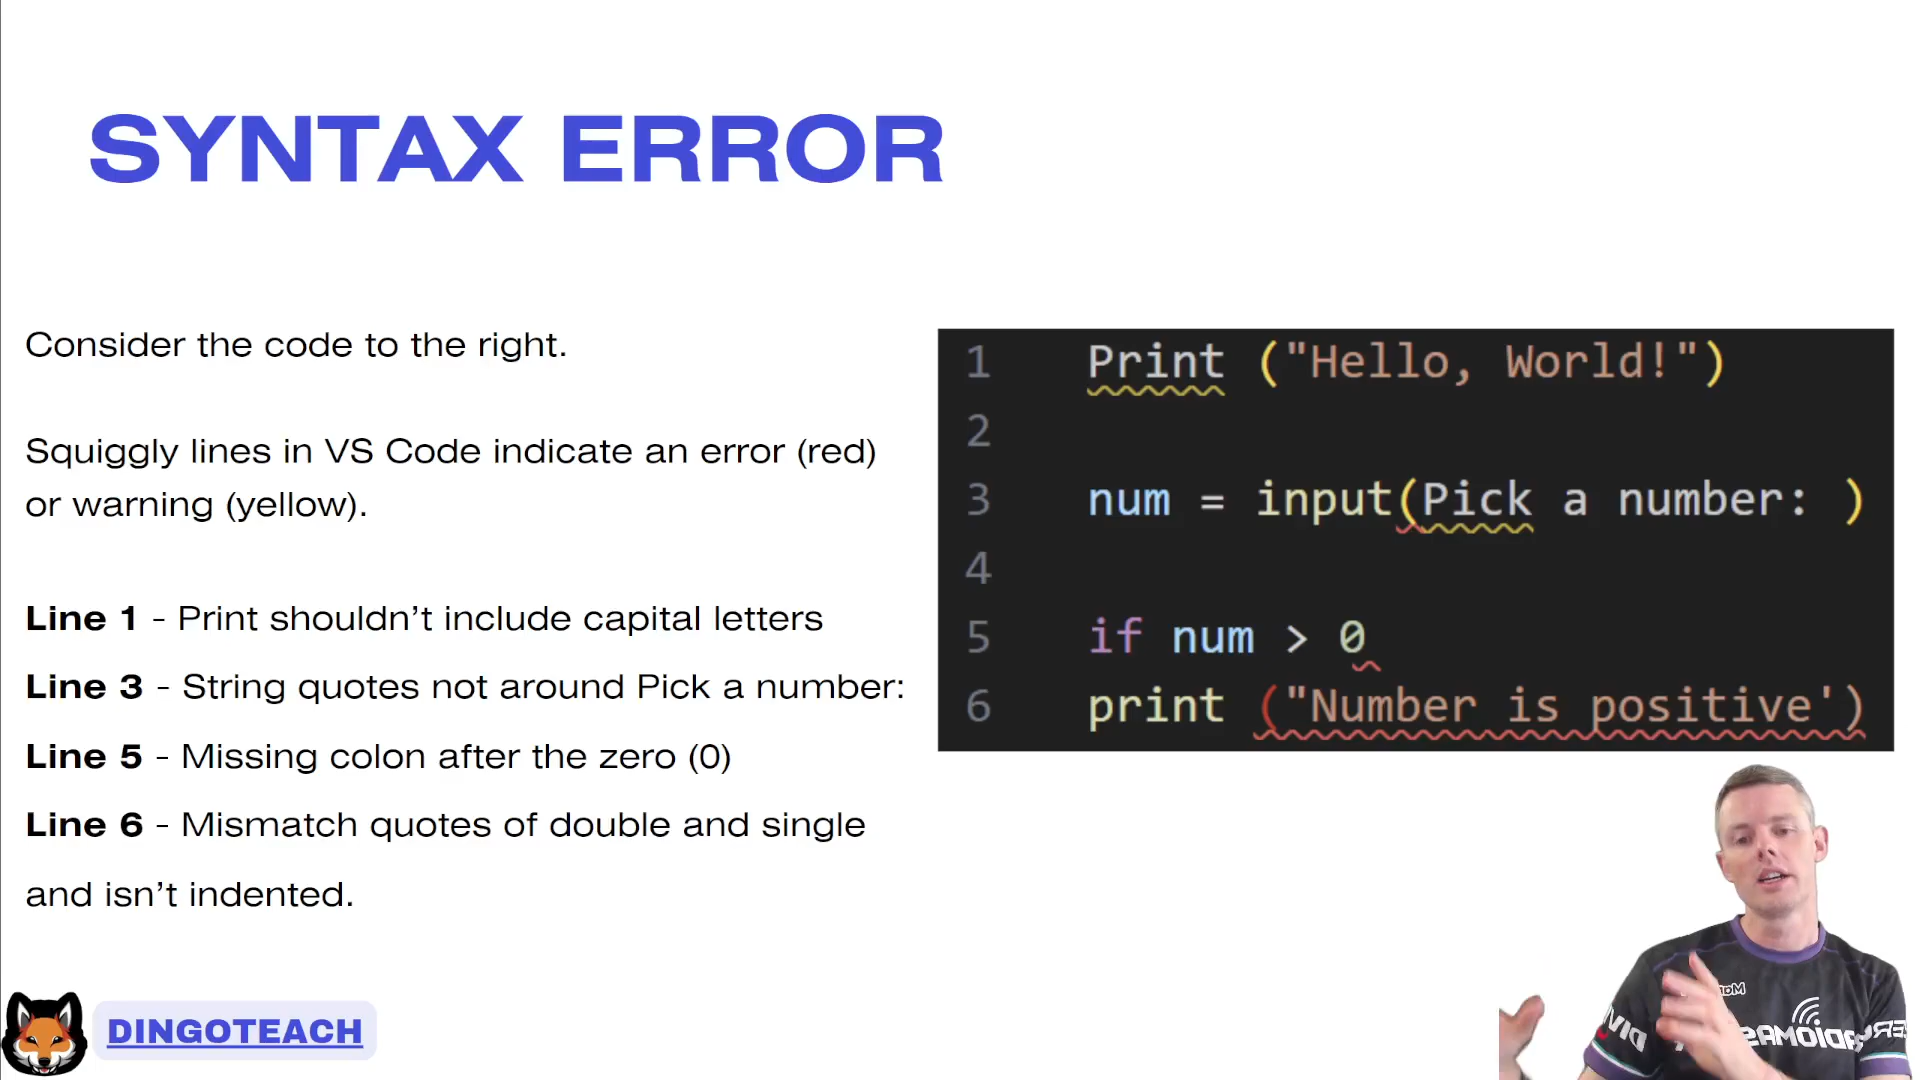 SYNTAX ERROR
Consider the code to the right.
Squiggly lines in VS Code indicate an error (red)
or warning (yellow).
Line 1 - Print shouldn’t include capital letters
Line 3 - String quotes not around Pick a number:
Line 5 - Missing colon after the zero (0)
Line 6 - Mismatch quotes of double and single
and isn’t indented.
1 Print ("Hello, World!")
2
3 num = input(Pick a number: )
4
5 if num > 0
6 print ("Number is positive')
DINGOTEACH